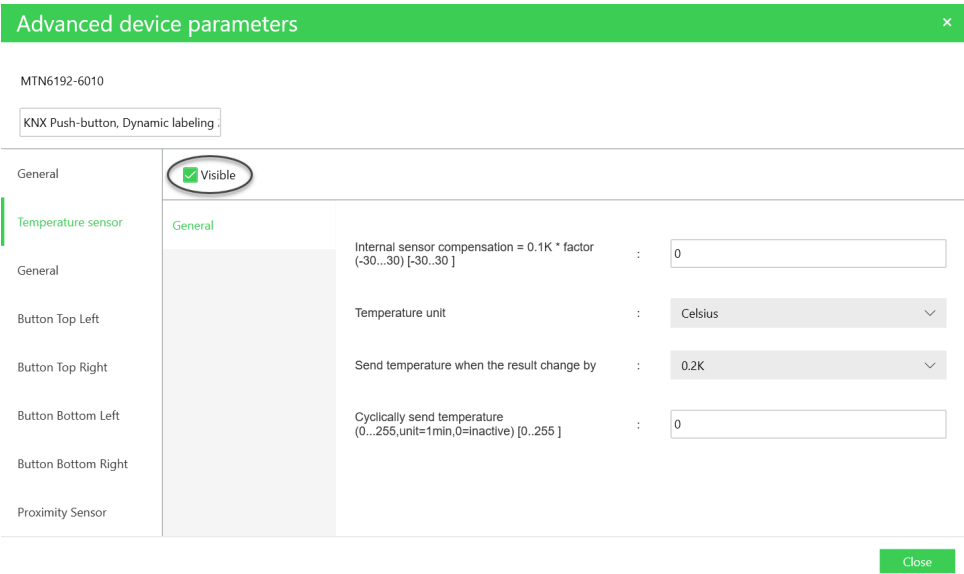 Advanced device parameters
×
MTN6192-6010
KNX Push-button, Dynamic labeling
General
Temperature sensor
General
Button Top Left
Button Top Right
Button Bottom Left
Button Bottom Right
Proximity Sensor
Visible
General
Internal sensor compensation = 0.1K * factor
(-30...30) [-30..30 ]
:
0
Temperature unit
:
Celsius
Send temperature when the result change by
:
0.2K
Cyclically send temperature
(0...255,unit=1min,0=inactive) [0..255 ]
:
0
Close